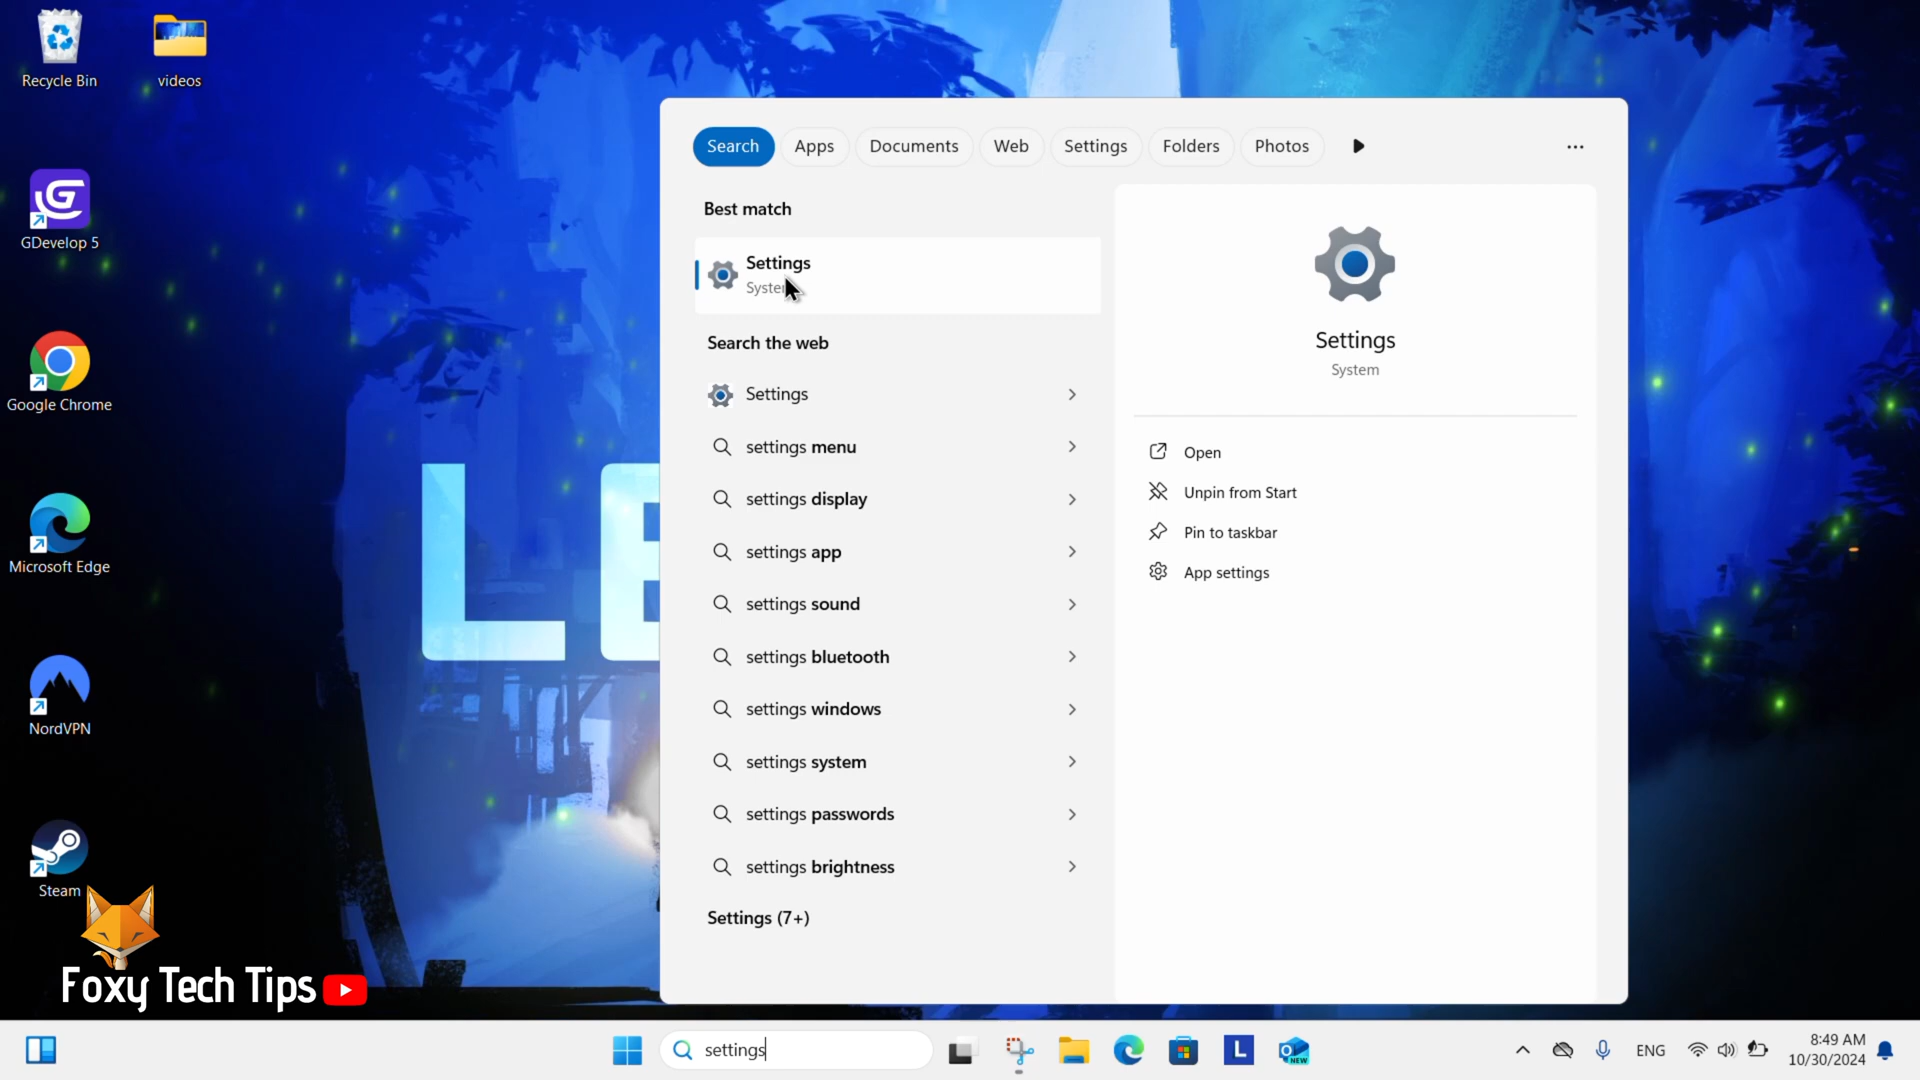 Recycle Bin
videos
GDevelop 5
Google Chrome
Microsoft Edge
NordVPN
Steam
Foxy Tech Tips
LE
Search
Apps
Documents
Web
Settings
Folders
Photos
Best match
Settings
System
Search the web
Settings
settings menu
settings display
settings app
settings sound
settings bluetooth
settings windows
settings system
settings passwords
settings brightness
Settings (7+)
Settings
System
Open
Unpin from Start
Pin to taskbar
App settings
settings
L
NEW
ENG
8:49 AM
10/30/2024